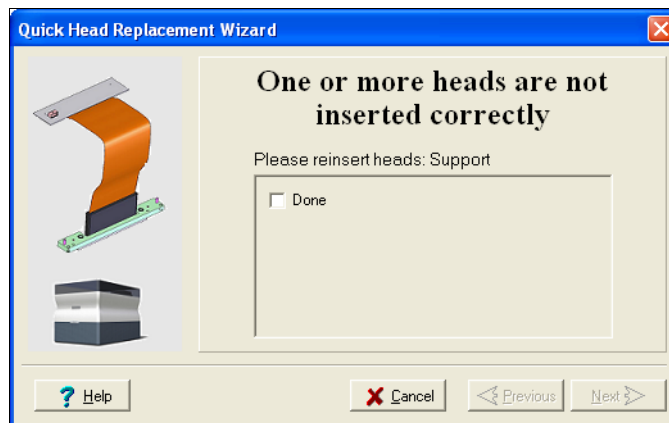 Quick Head Replacement Wizard
One or more heads are not
inserted correctly
Please reinsert heads: Support
Done
Help
Cancel
Previous
Next